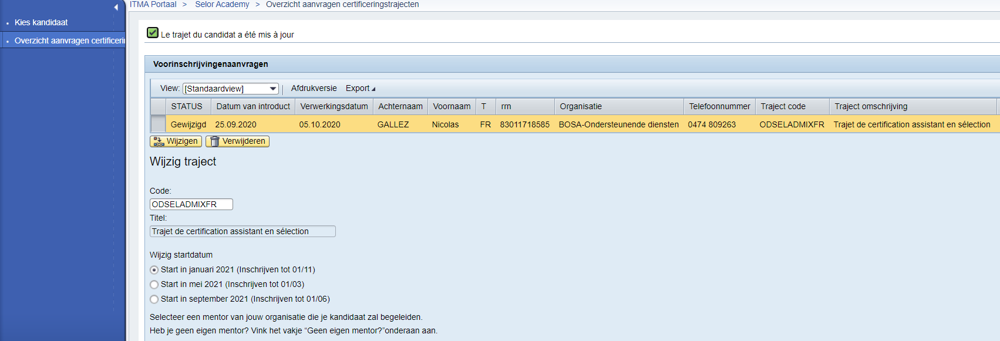 ITMA Portaal > Selor Academy > Overzicht aanvragen certificeringstrajecten
Kies kandidaat
Overzicht aanvragen certificeri
Le trajet du candidat a été mis à jour
Voorinschrijvingenaanvragen
View: [Standaardview] Afdrukversie Export
STATUS Datum van introduct Verwerkingsdatum Achternaam Voornaam T rrn Organisatie Telefoonnummer Traject code Traject omschrijving
Gewijzigd 25.09.2020 05.10.2020 GALLEZ Nicolas FR 83011718585 BOSA-Ondersteunende diensten 0474 809263 ODSELADMIXFR Trajet de certification assistant en sélection
Wijzigen Verwijderen
Wijzig traject
Code:
ODSELADMIXFR
Titel:
Trajet de certification assistant en sélection
Wijzig startdatum
Start in januari 2021 (Inschrijven tot 01/11)
Start in mei 2021 (Inschrijven tot 01/03)
Start in september 2021 (Inschrijven tot 01/06)
Selecteer een mentor van jouw organisatie die je kandidaat zal begeleiden.
Heb je geen eigen mentor? Vink het vakje “Geen eigen mentor?”onderaan aan.